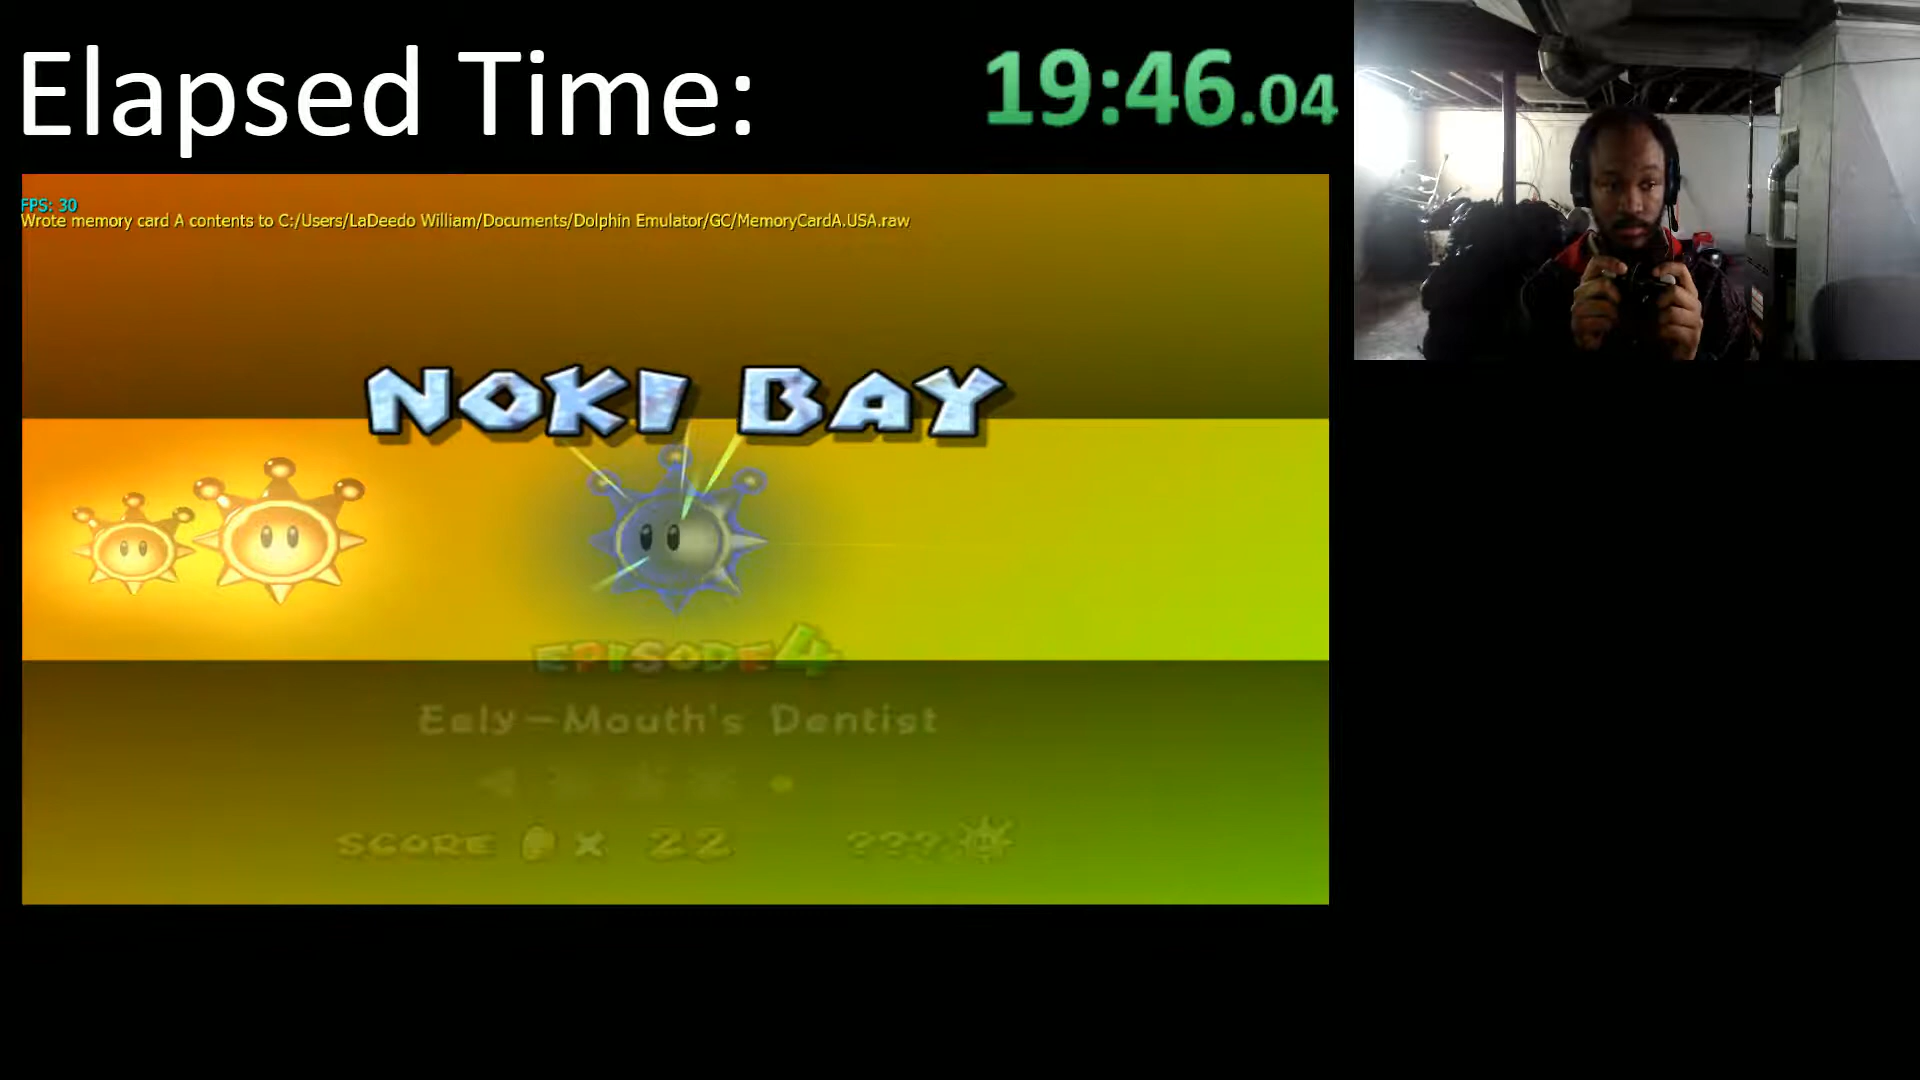 Elapsed Time:
19:46.04
FPS: 30
Wrote memory card A contents to C:/Users/LaDeedo William/Documents/Dolphin Emulator/GC/MemoryCardA.USA.raw
NOKI BAY
EPISODE 4
Eely-Mouth's Dentist
SCORE x 22 ???